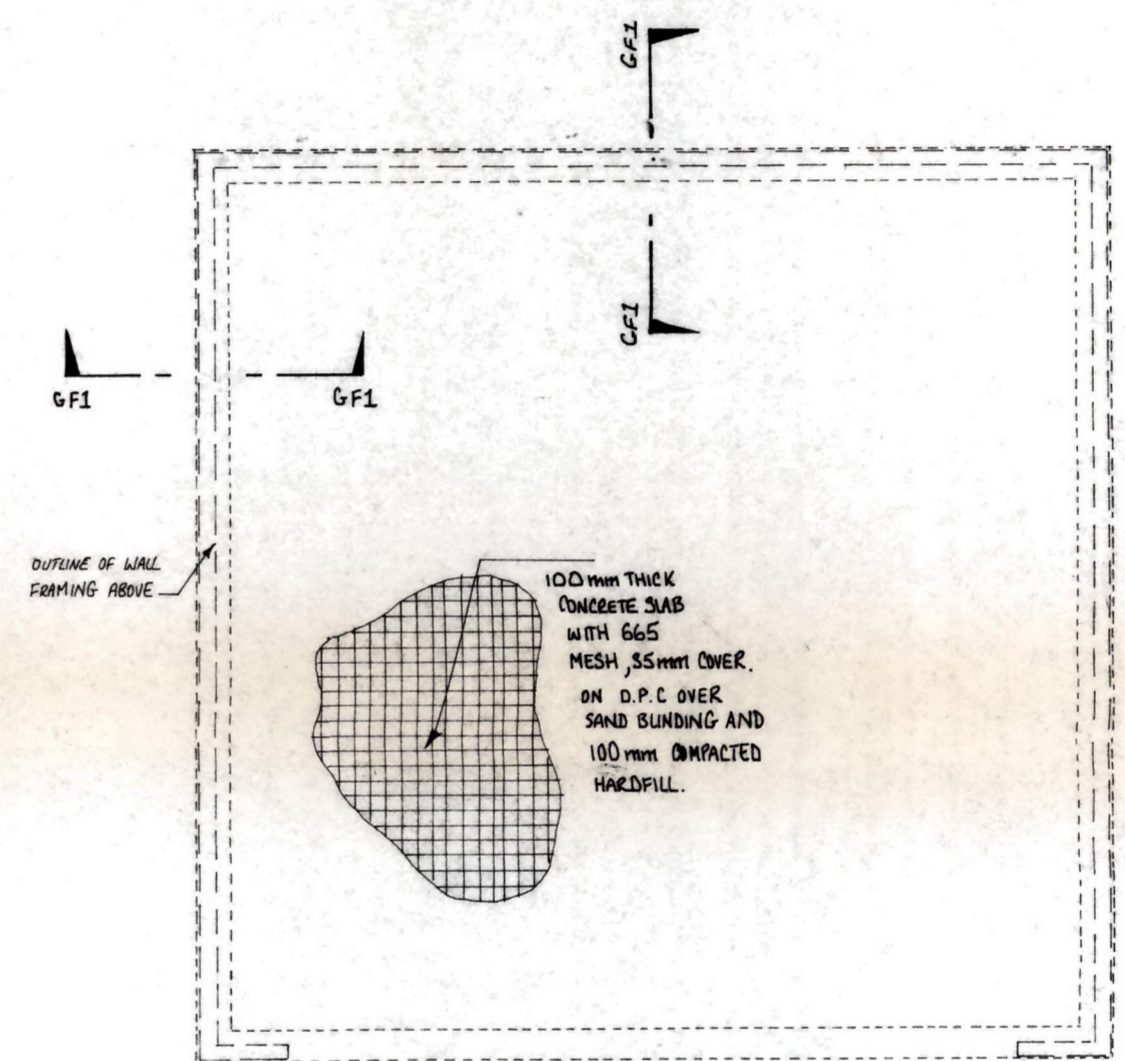 GF1
GF1
GF1
GF1
OUTLINE OF WALL
FRAMING ABOVE
100mm THICK
CONCRETE SLAB
WITH 665
MESH, 35mm COVER.
ON D.P.C OVER
SAND BLINDING AND
100mm COMPACTED
HARDFILL.